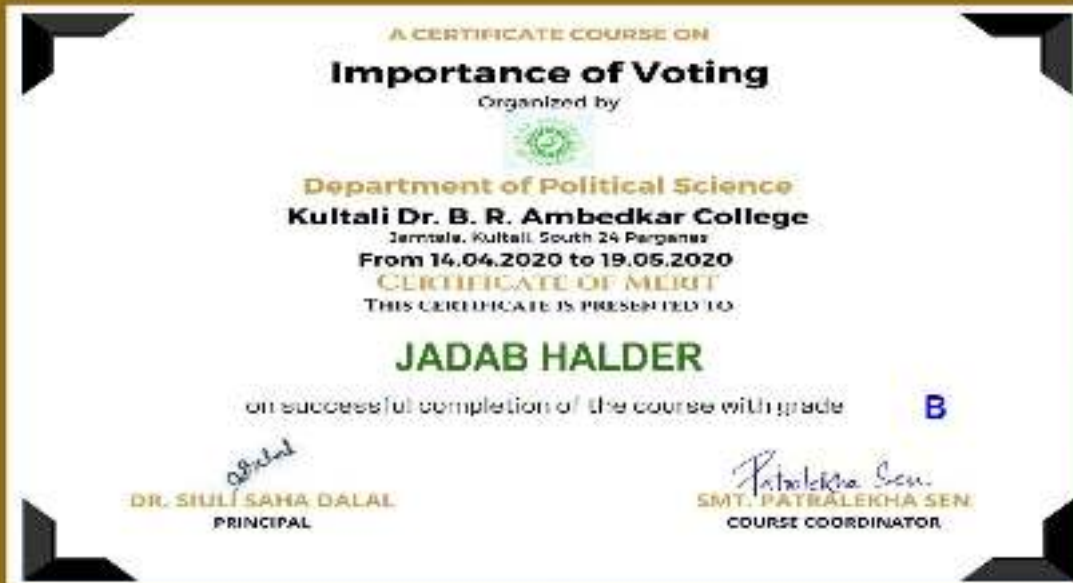 A CERTIFICATE COURSE ON
Importance of Voting
Organized by
Department of Political Science
Kultali Dr. B. R. Ambedkar College
Jamtala, Kultali, South 24 Parganas
From 14.04.2020 to 19.05.2020
CERTIFICATE OF MERIT
THIS CERTIFICATE IS PRESENTED TO
JADAB HALDER
on successful completion of the course with grade B
Patralekha Sen.
DR. SIULI SAHA DALAL
SMT. PATRALEKHA SEN
PRINCIPAL
COURSE COORDINATOR